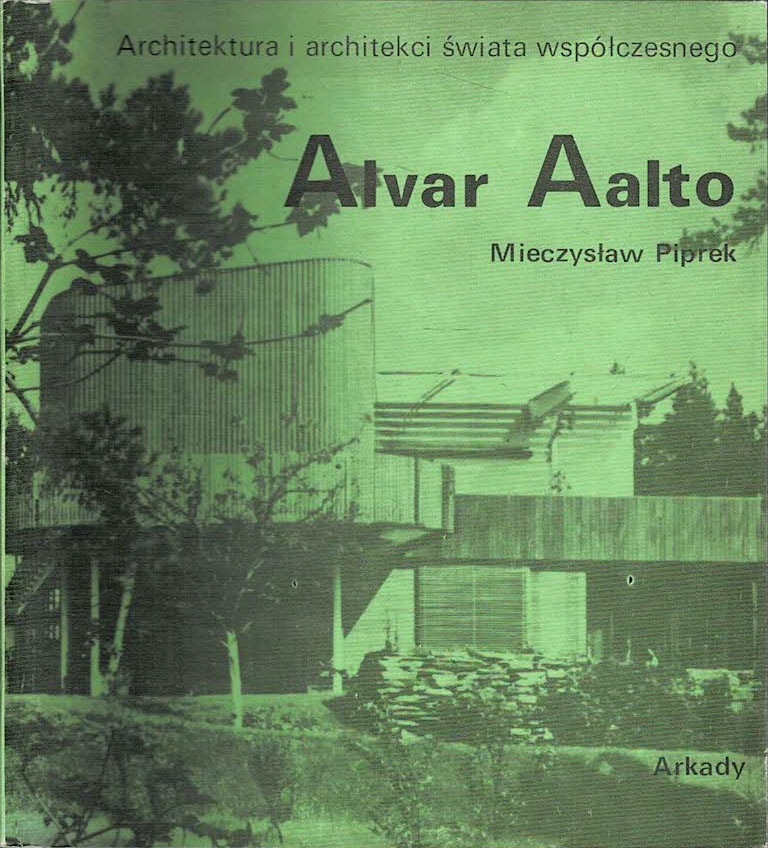 Architektura i architekci świata współczesnego
Alvar Aalto
Mieczysław Piprek
Arkady